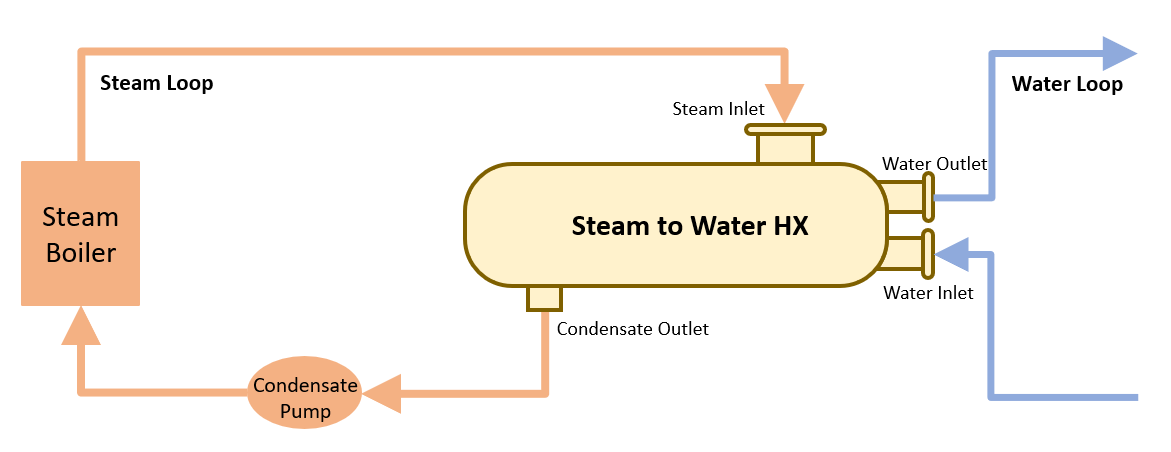 Steam Loop
Water Loop
Steam Inlet
Water Outlet
Steam
Boiler
Steam to Water HX
Water Inlet
Condensate Outlet
Condensate
Pump